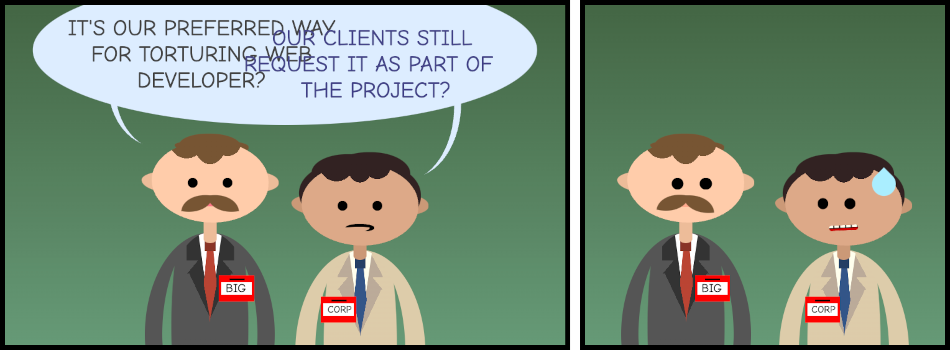 IT'S OUR PREFERRED WAY
FOR TORTURING WEB
DEVELOPER?
OUR CLIENTS STILL
REQUEST IT AS PART OF
THE PROJECT?
BIG
CORP
BIG
CORP